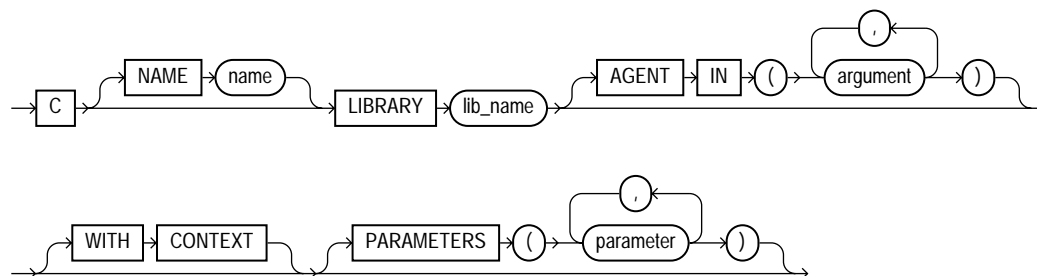 ,
NAME name AGENT IN ( argument )
C LIBRARY lib_name
,
WITH CONTEXT PARAMETERS ( parameter )